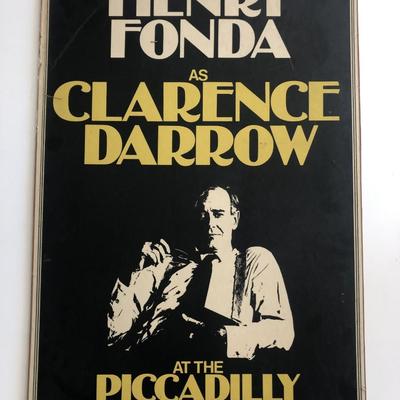 HENRY
FONDA
AS
CLARENCE
DARROW
AT THE
PICCADILLY